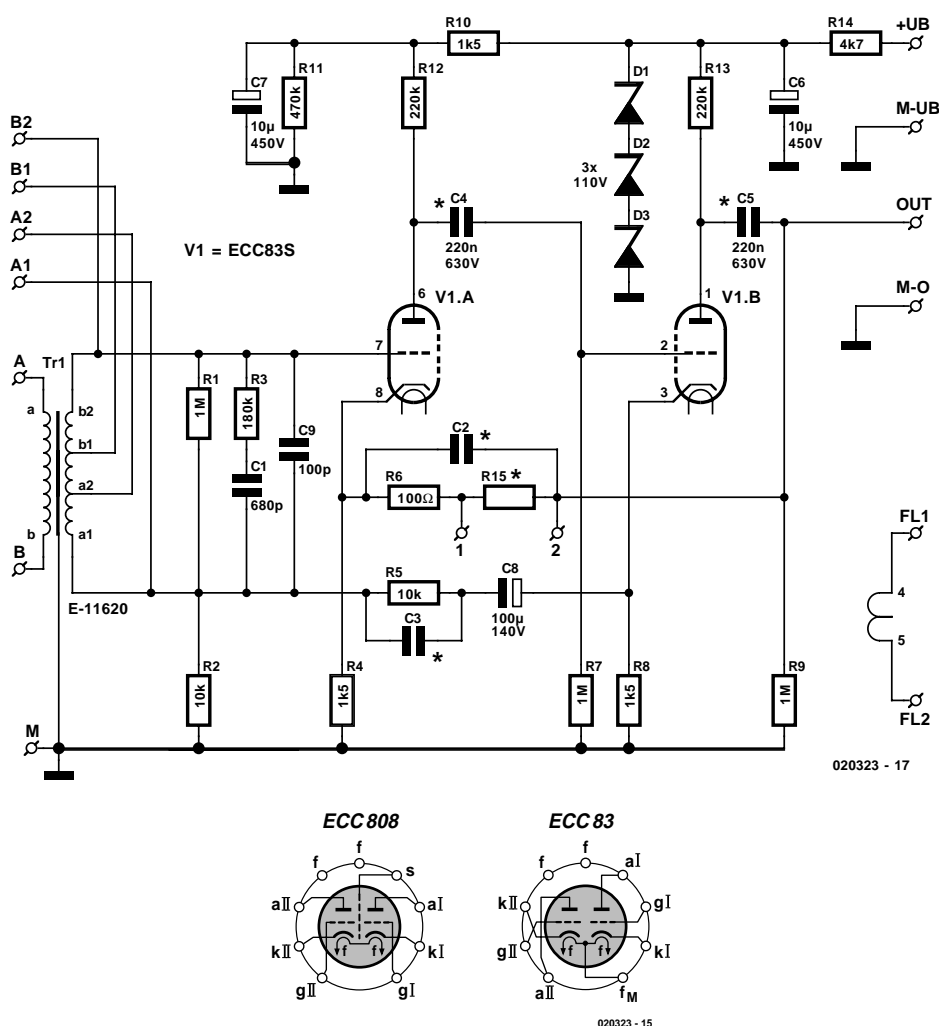 R10
1k5
R14
4k7
+UB
C7
10µ
450V
R11
470k
R12
220k
D1
D2
D3
3x
110V
R13
220k
C6
10µ
450V
M-UB
B2
B1
A2
A1
V1 = ECC83S
* C4
220n
630V
* C5
220n
630V
OUT
M-O
6
V1.A
7
8
1
V1.B
2
3
A
Tr1
a
b2
b1
a2
a1
b
B
E-11620
R1
1M
R3
180k
C1
680p
C9
100p
C2
*
R6
100Ω
R15 *
1
2
R5
10k
C3
*
C8
100µ
140V
FL1
4
5
FL2
R2
10k
R4
1k5
R7
1M
R8
1k5
R9
1M
M
020323 - 17
ECC808
f
f
s
aII
aI
kII
kI
gII
gI
f
f
ECC83
f
f
aI
kII
gI
gII
kI
aII
fM
f
f
020323 - 15